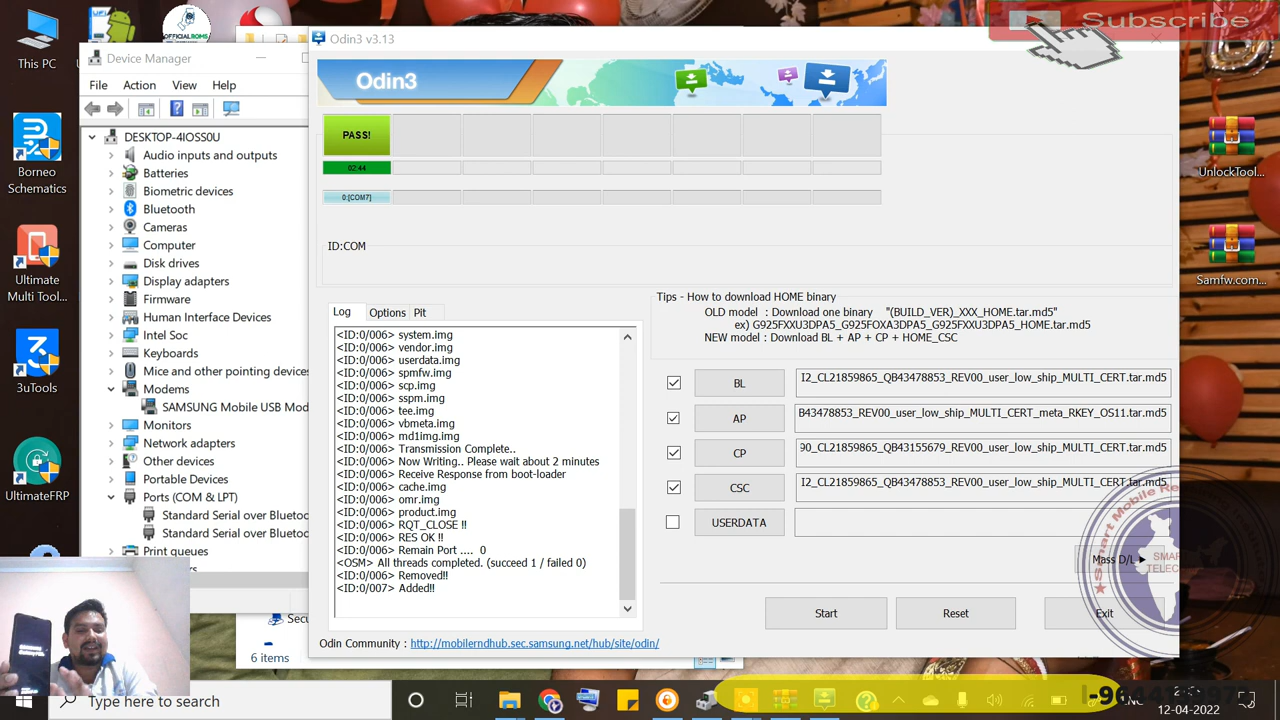 This PC
OFFICIALROMS
Borneo
Schematics
Ultimate
Multi Tool...
3uTools
UltimateFRP
Device Manager
File Action View Help
DESKTOP-4IOSS0U
Audio inputs and outputs
Batteries
Biometric devices
Bluetooth
Cameras
Computer
Disk drives
Display adapters
Firmware
Human Interface Devices
Intel Soc
Keyboards
Mice and other pointing devices
Modems
SAMSUNG Mobile USB Mod
Monitors
Network adapters
Other devices
Portable Devices
Ports (COM & LPT)
Standard Serial over Bluetoo
Standard Serial over Bluetoo
Print queues
6 items
Odin3 v3.13
Odin3
PASS!
02:44
0:[COM7]
ID:COM
Log Options Pit
<ID:0/006> system.img
<ID:0/006> vendor.img
<ID:0/006> userdata.img
<ID:0/006> spmfw.img
<ID:0/006> scp.img
<ID:0/006> sspm.img
<ID:0/006> tee.img
<ID:0/006> vbmeta.img
<ID:0/006> md1img.img
<ID:0/006> Transmission Complete..
<ID:0/006> Now Writing.. Please wait about 2 minutes
<ID:0/006> Receive Response from boot-loader
<ID:0/006> cache.img
<ID:0/006> omr.img
<ID:0/006> product.img
<ID:0/006> RQT_CLOSE !!
<ID:0/006> RES OK !!
<ID:0/006> Remain Port .... 0
<OSM> All threads completed. (succeed 1 / failed 0)
<ID:0/006> Removed!!
<ID:0/007> Added!!
Tips - How to download HOME binary
OLD model : Download one binary "(BUILD_VER)_XXX_HOME.tar.md5"
ex) G925FXXU3DPA5_G925FOXA3DPA5_G925FXXU3DPA5_HOME.tar.md5
NEW model : Download BL + AP + CP + HOME_CSC
BL I2_CL21859865_QB43478853_REV00_user_low_ship_MULTI_CERT.tar.md5
AP B43478853_REV00_user_low_ship_MULTI_CERT_meta_RKEY_OS11.tar.md5
CP 90_CL21859865_QB43155679_REV00_user_low_ship_MULTI_CERT.tar.md5
CSC I2_CL21859865_QB43478853_REV00_user_low_ship_MULTI_CERT.tar.md5
USERDATA
Mass D/L
Start Reset Exit
Odin Community : http://mobilerndhub.sec.samsung.net/hub/site/odin/
Subscribe
UnlockTool...
Samfw.com...
Type here to search
12-04-2022